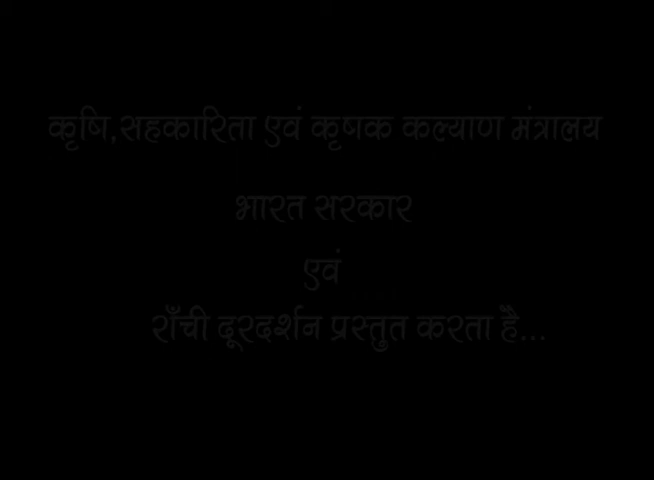 कृषि,सहकारिता एवं कृषक कल्याण मंत्रालय
भारत सरकार
एवं
राँची दूरदर्शन प्रस्तुत करता है...